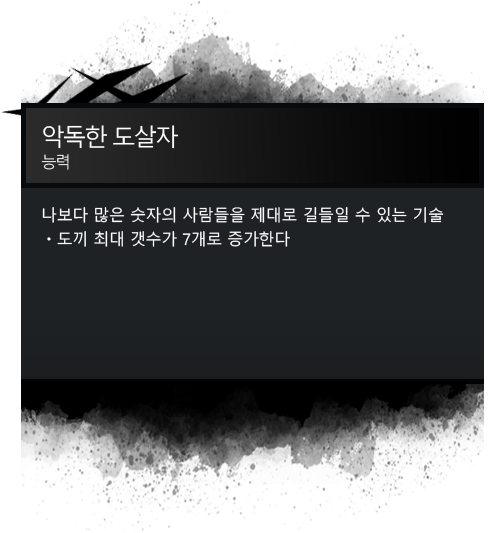 악독한 도살자
능력
나보다 많은 숫자의 사람들을 제대로 길들일 수 있는 기술
・도끼 최대 갯수가 7개로 증가한다